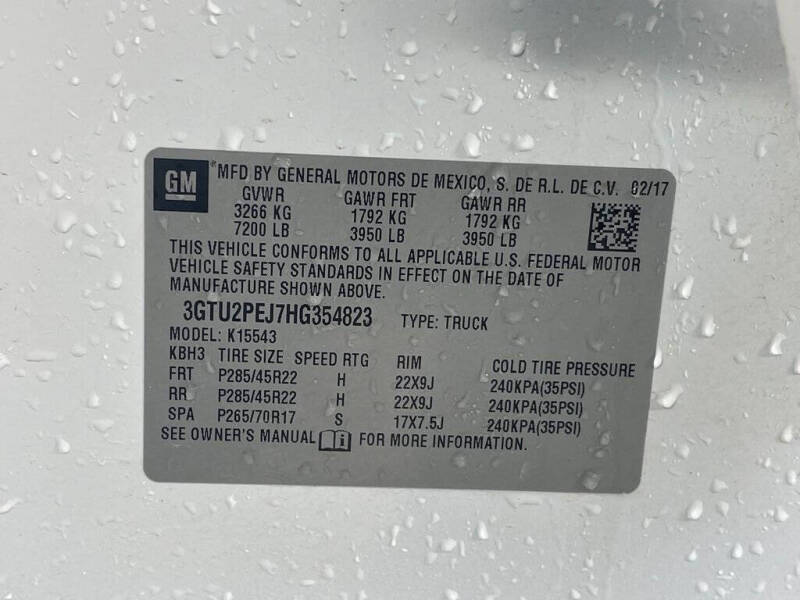 GM ®MFD BY GENERAL MOTORS DE MEXICO, S. DE R.L. DE C.V. 02/17
GVWR GAWR FRT GAWR RR
3266 KG 1792 KG 1792 KG
7200 LB 3950 LB 3950 LB
THIS VEHICLE CONFORMS TO ALL APPLICABLE U.S. FEDERAL MOTOR
VEHICLE SAFETY STANDARDS IN EFFECT ON THE DATE OF
MANUFACTURE SHOWN ABOVE.
3GTU2PEJ7HG354823 TYPE: TRUCK
MODEL: K15543
KBH3 TIRE SIZE SPEED RTG RIM COLD TIRE PRESSURE
FRT P285/45R22 H 22X9J 240KPA(35PSI)
RR P285/45R22 H 22X9J 240KPA(35PSI)
SPA P265/70R17 S 17X7.5J 240KPA(35PSI)
SEE OWNER'S MANUAL i FOR MORE INFORMATION.